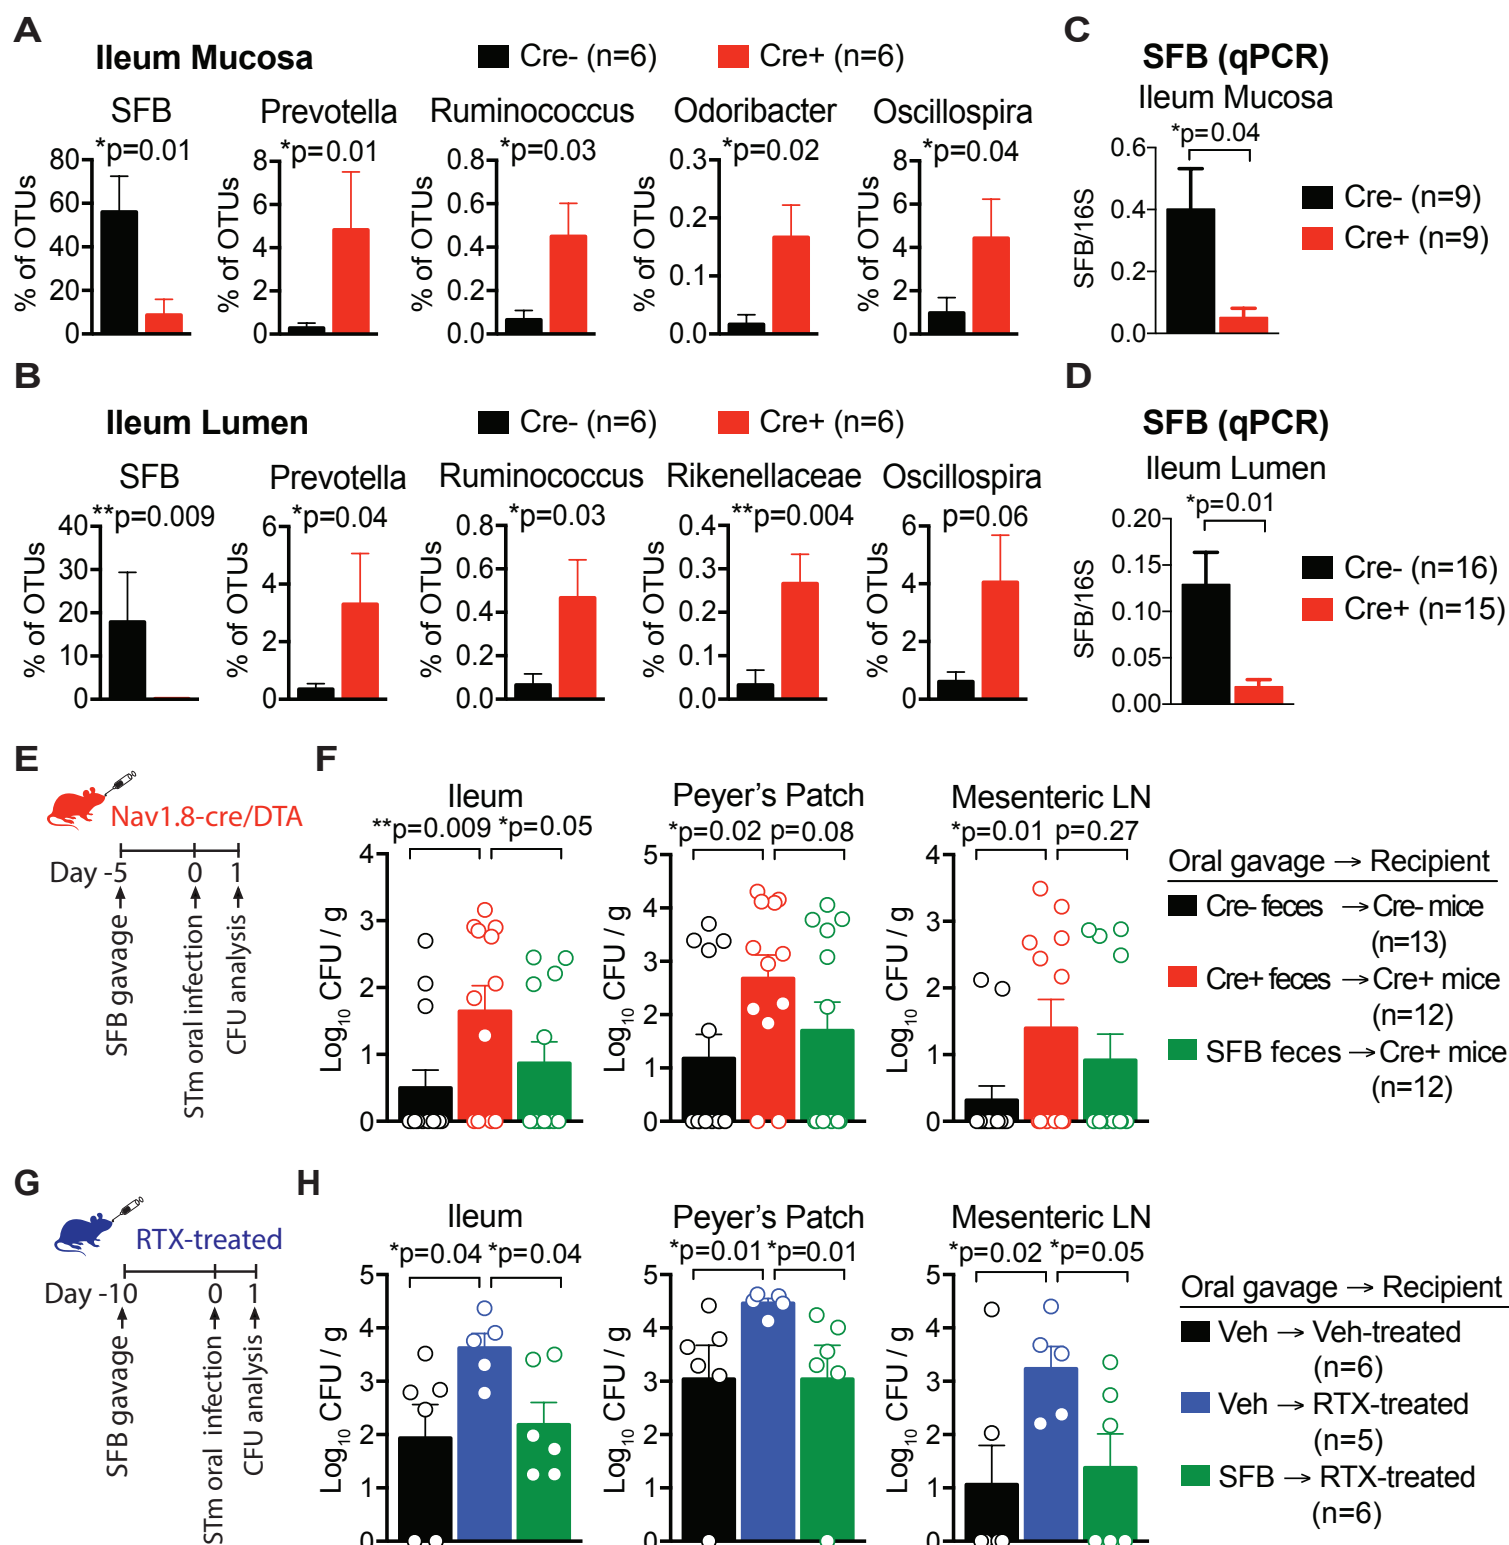 A
Ileum Mucosa
Cre- (n=6)
Cre+ (n=6)
SFB
*p=0.01
% of OTUs
80
60
40
20
0
Prevotella
*p=0.01
% of OTUs
8
6
4
2
0
Ruminococcus
*p=0.03
% of OTUs
0.8
0.6
0.4
0.2
0.0
Odoribacter
*p=0.02
% of OTUs
0.3
0.2
0.1
0.0
Oscillospira
*p=0.04
% of OTUs
8
6
4
2
0
C
SFB (qPCR)
Ileum Mucosa
*p=0.04
SFB/16S
0.6
0.4
0.2
0.0
Cre- (n=9)
Cre+ (n=9)
B
Ileum Lumen
Cre- (n=6)
Cre+ (n=6)
SFB
**p=0.009
% of OTUs
40
30
20
10
0
Prevotella
*p=0.04
% of OTUs
6
4
2
0
Ruminococcus
*p=0.03
% of OTUs
0.8
0.6
0.4
0.2
0.0
Rikenellaceae
**p=0.004
% of OTUs
0.4
0.3
0.2
0.1
0.0
Oscillospira
p=0.06
% of OTUs
6
4
2
0
D
SFB (qPCR)
Ileum Lumen
*p=0.01
SFB/16S
0.20
0.15
0.10
0.05
0.00
Cre- (n=16)
Cre+ (n=15)
E
Nav1.8-cre/DTA
Day -5 0 1
SFB gavage
STm oral infection
CFU analysis
F
Ileum
**p=0.009 *p=0.05
Log10 CFU / g
4
3
2
1
0
Peyer's Patch
*p=0.02 p=0.08
Log10 CFU / g
5
4
3
2
1
0
Mesenteric LN
*p=0.01 p=0.27
Log10 CFU / g
4
3
2
1
0
Oral gavage → Recipient
Cre- feces → Cre- mice
(n=13)
Cre+ feces → Cre+ mice
(n=12)
SFB feces → Cre+ mice
(n=12)
G
RTX-treated
Day -10 0 1
SFB gavage
STm oral infection
CFU analysis
H
Ileum
*p=0.04 *p=0.04
Log10 CFU / g
5
4
3
2
1
0
Peyer's Patch
*p=0.01 *p=0.01
Log10 CFU / g
5
4
3
2
1
0
Mesenteric LN
*p=0.02 *p=0.05
Log10 CFU / g
5
4
3
2
1
0
Oral gavage → Recipient
Veh → Veh-treated
(n=6)
Veh → RTX-treated
(n=5)
SFB → RTX-treated
(n=6)